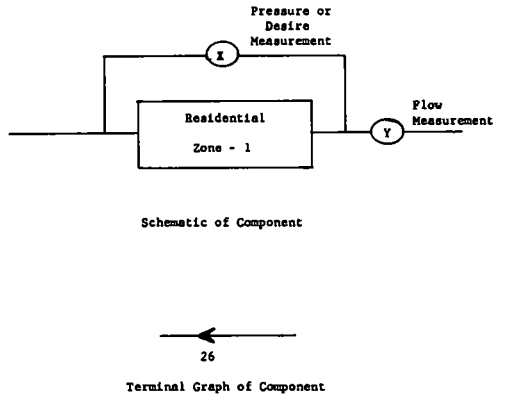 Pressure or
Desire
Measurement
X
Residential
Zone - 1
Flow
Measurement
Y
Schematic of Component
26
Terminal Graph of Component